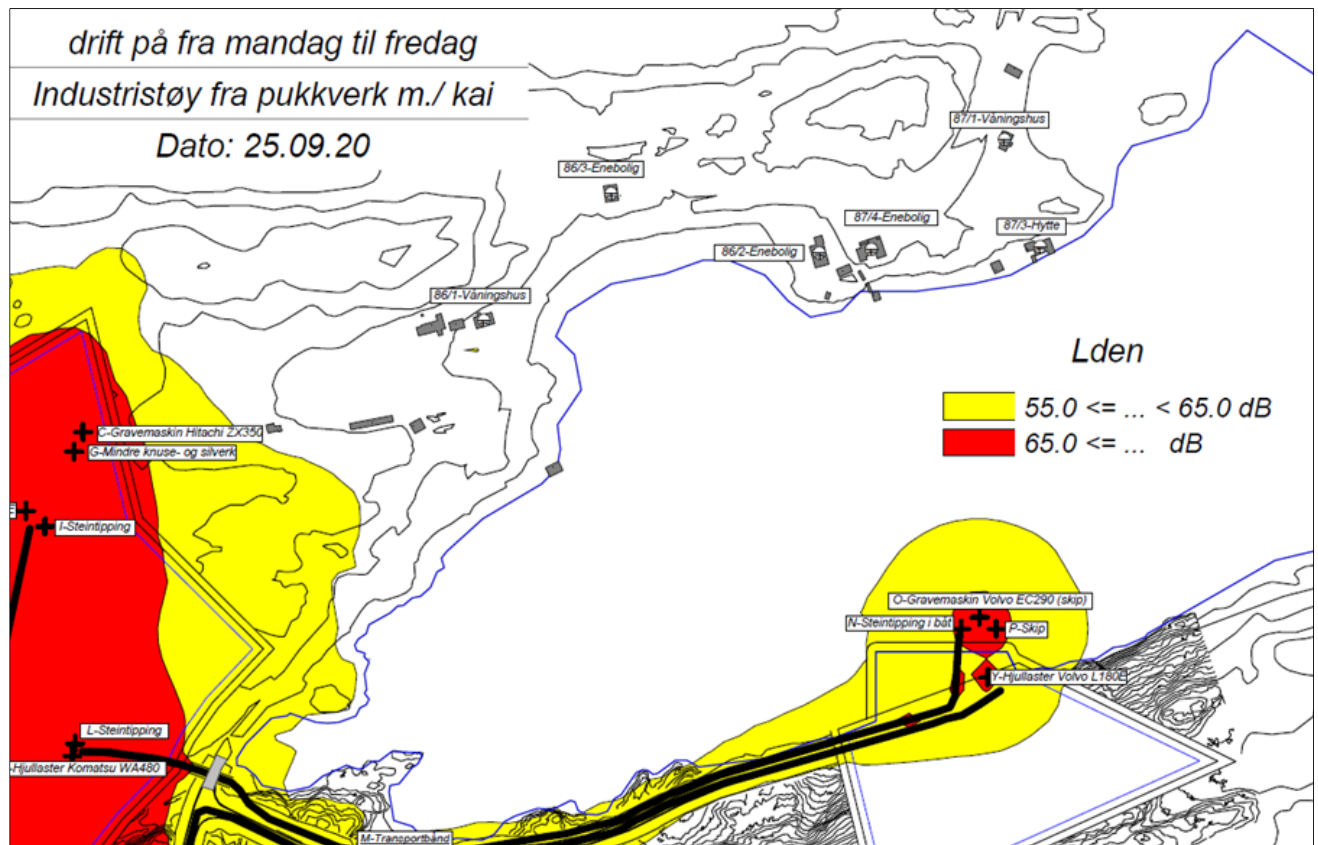 drift på fra mandag til fredag
Industristøy fra pukkverk m./ kai
Dato: 25.09.20
87/1-Våningshus
86/3-Enebolig
87/4-Enebolig
87/3-Hytte
86/2-Enebolig
86/1-Våningshus
Lden
55.0 <= ... < 65.0 dB
65.0 <= ... dB
C-Gravemaskin Hitachi ZX350
G-Mindre knuse- og silverk
I-Steintipping
O-Gravemaskin Volvo EC290 (skip)
N-Steintipping i båt
P-Skip
Y-Hjullaster Volvo L180E
L-Steintipping
-Hjullaster Komatsu WA480
M-Transportbånd